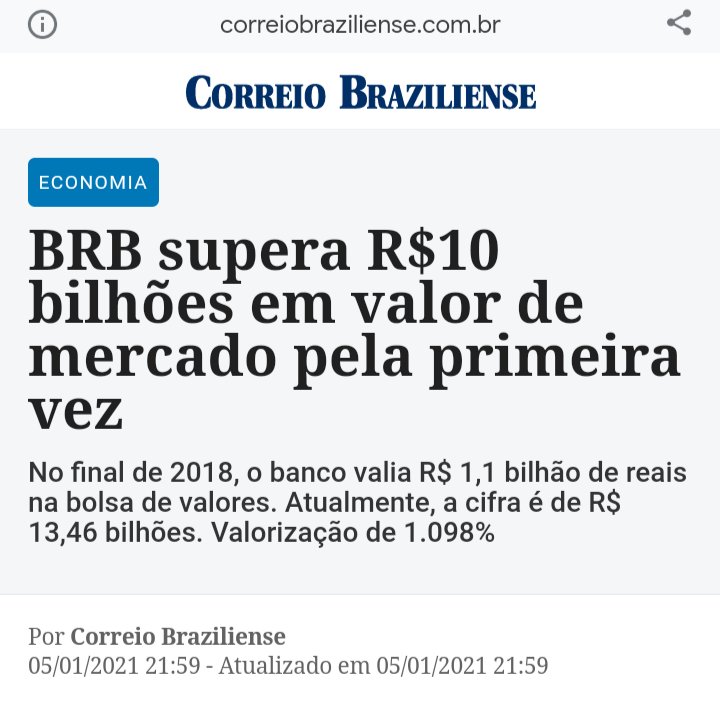 correiobraziliense.com.br
CORREIO BRAZILIENSE
ECONOMIA
BRB supera R$10
bilhões em valor de
mercado pela primeira
vez
No final de 2018, o banco valia R$ 1,1 bilhão de reais
na bolsa de valores. Atualmente, a cifra é de R$
13,46 bilhões. Valorização de 1.098%
Por Correio Braziliense
05/01/2021 21:59 - Atualizado em 05/01/2021 21:59